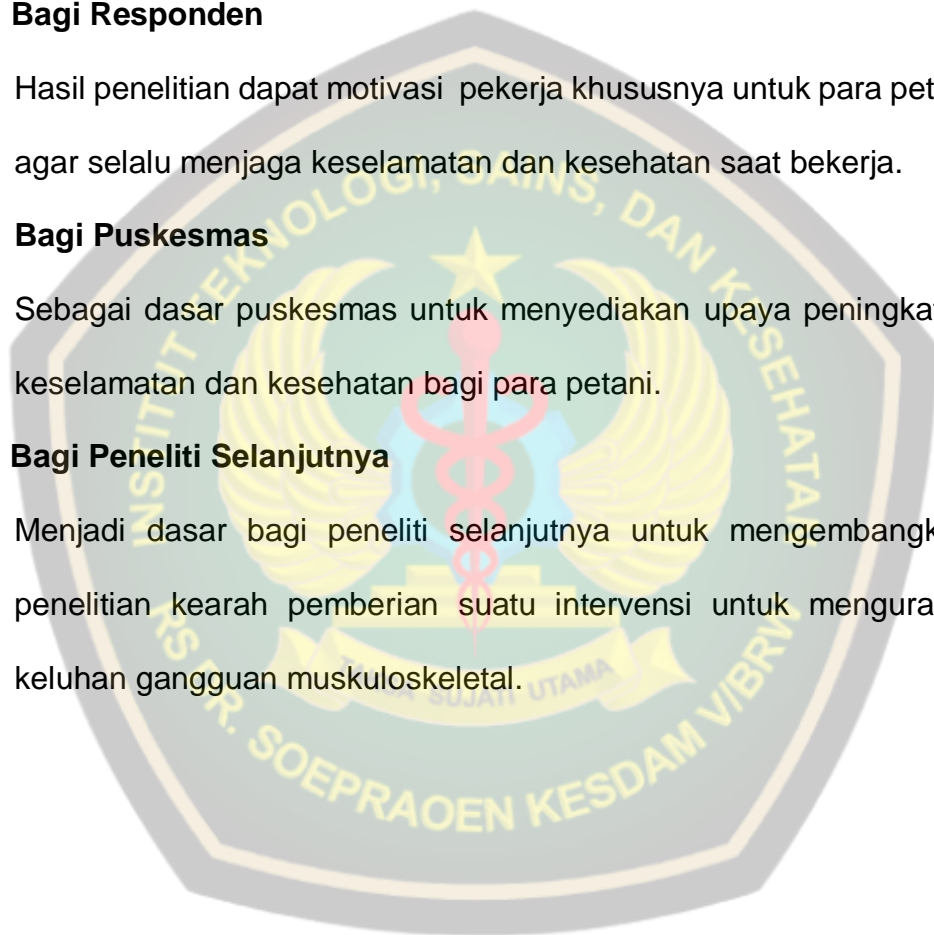 Bagi Responden
Hasil penelitian dapat motivasi pekerja khususnya untuk para pet
agar selalu menjaga keselamatan dan kesehatan saat bekerja.
Bagi Puskesmas
Sebagai dasar puskesmas untuk menyediakan upaya peningka
keselamatan dan kesehatan bagi para petani.
Bagi Peneliti Selanjutnya
Menjadi dasar bagi peneliti selanjutnya untuk mengembangk
penelitian kearah pemberian suatu intervensi untuk mengura
keluhan gangguan muskuloskeletal.
INSTITUT TEKNOLOGI, SAINS, DAN KESEHATAN
RS DR. SOEPRAOEN KESDAM V/BRW
SUJATI UTAMA